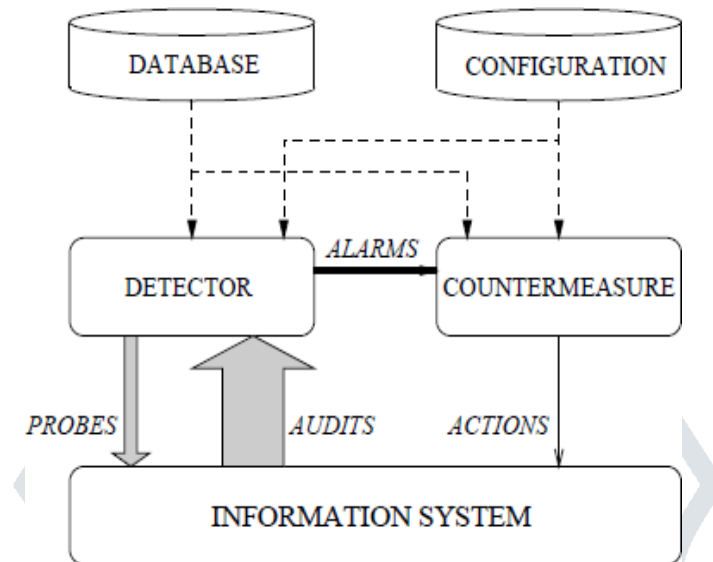 DATABASE
CONFIGURATION
ALARMS
DETECTOR
COUNTERMEASURE
PROBES
AUDITS
ACTIONS
INFORMATION SYSTEM